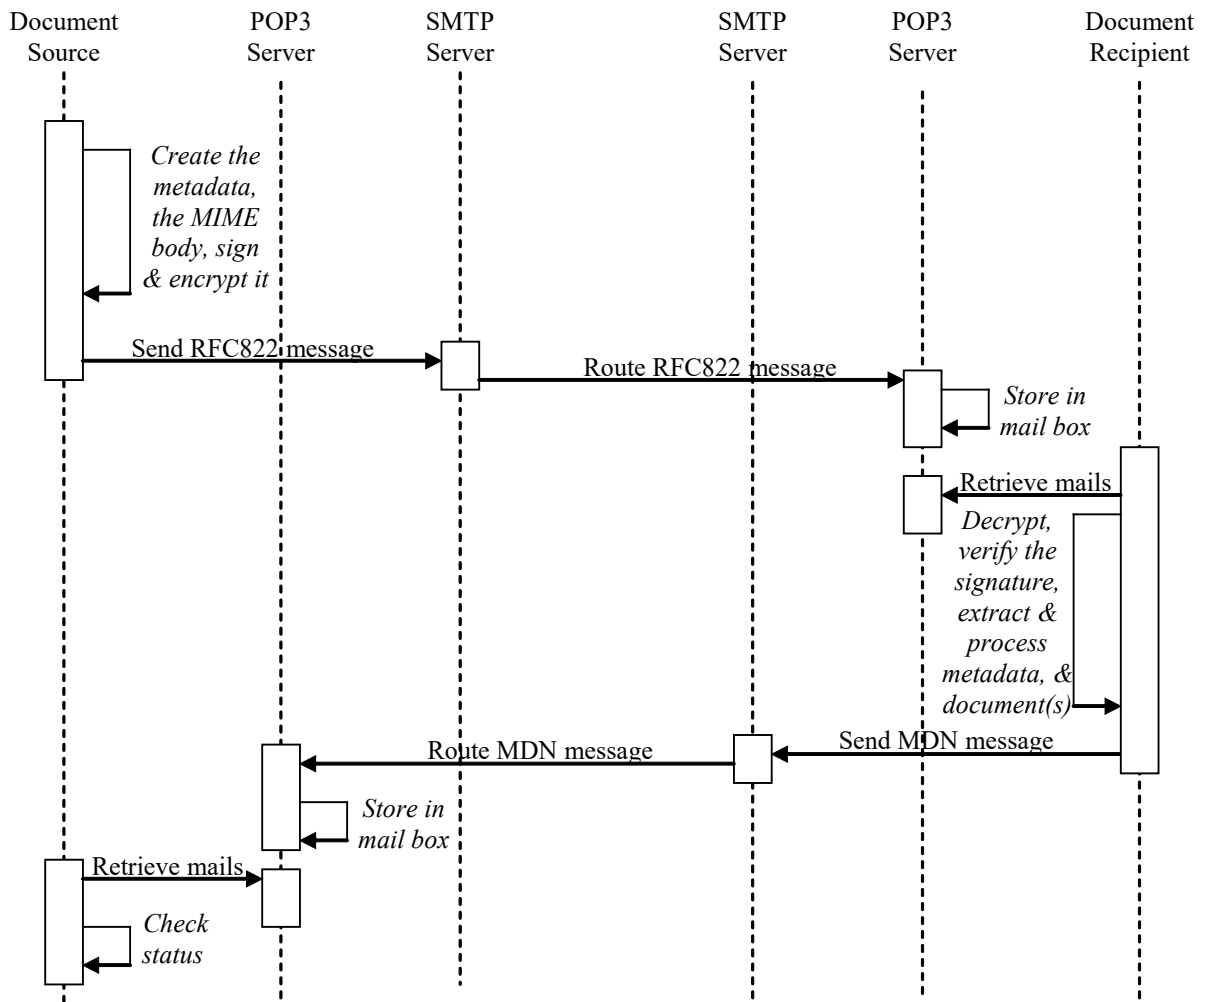 Document
Source
POP3
Server
SMTP
Server
SMTP
Server
POP3
Server
Document
Recipient
Create the
metadata,
the MIME
body, sign
& encrypt it
Send RFC822 message
Route RFC822 message
Store in
mail box
Retrieve mails
Decrypt,
verify the
signature,
extract &
process
metadata, &
document(s)
Send MDN message
Route MDN message
Store in
mail box
Retrieve mails
Check
status